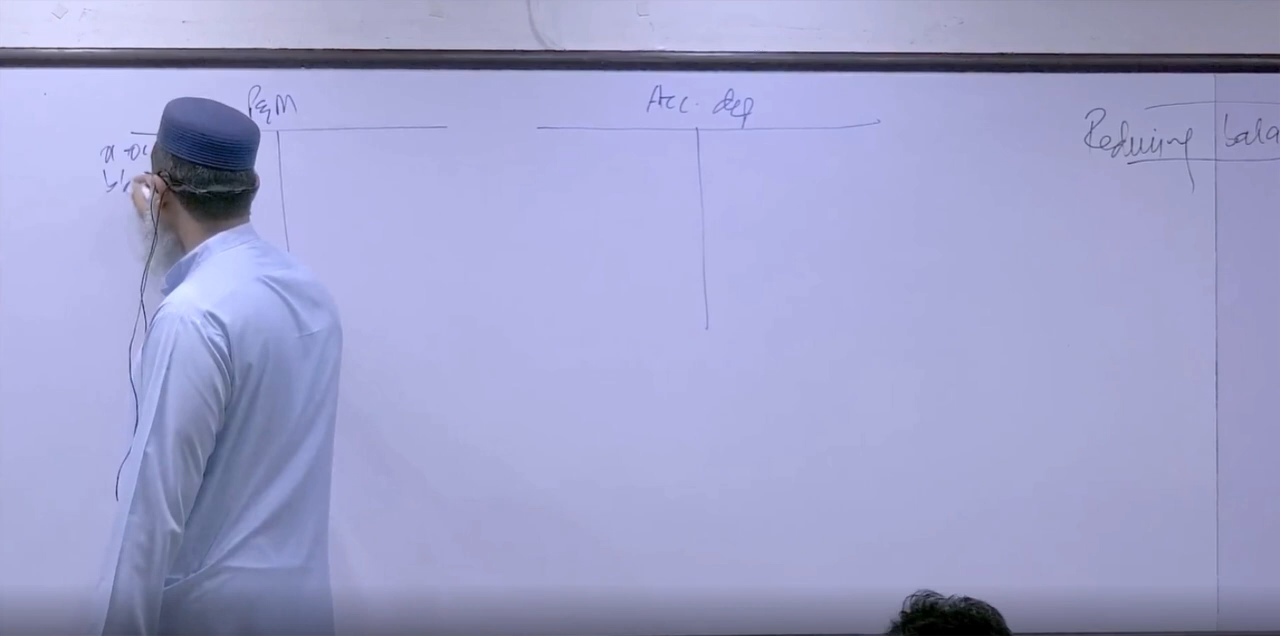 P&M
Acc. dep
Reducing bala
b/